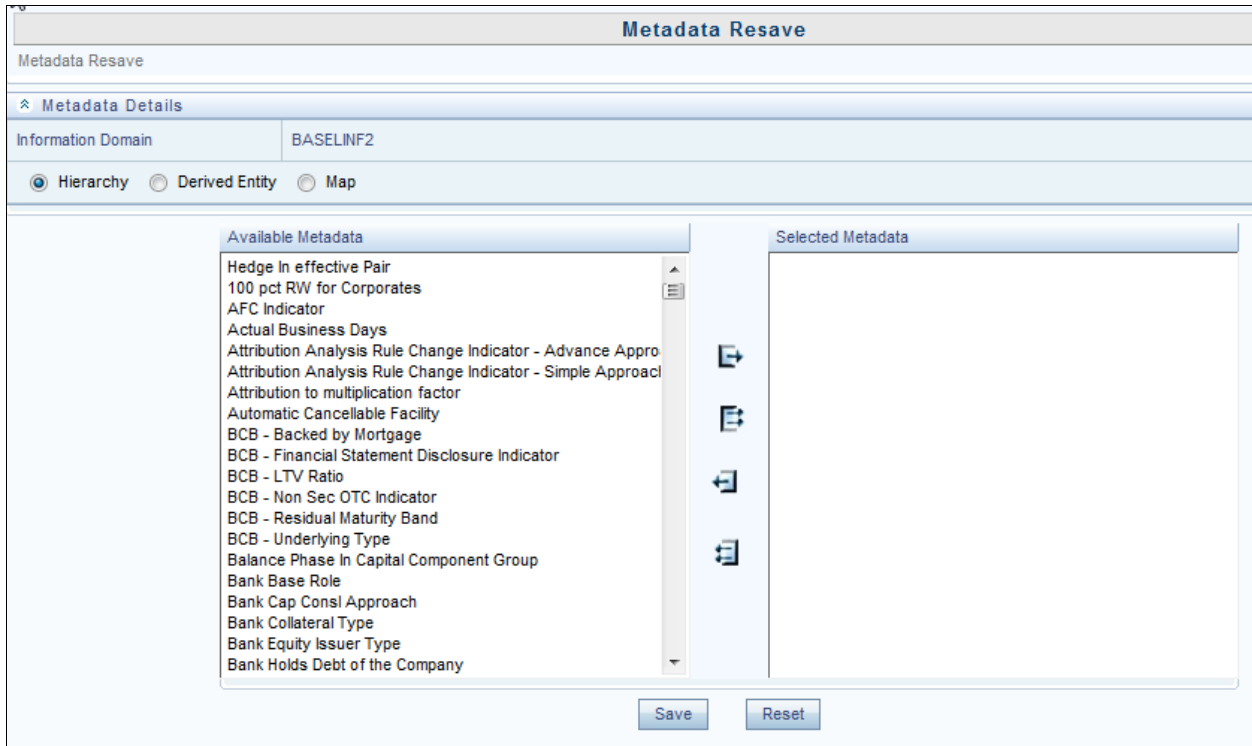 Metadata Resave
Metadata Resave
Metadata Details
Information Domain BASELINF2
Hierarchy Derived Entity Map
Available Metadata Selected Metadata
Hedge In effective Pair
100 pct RW for Corporates
AFC Indicator
Actual Business Days
Attribution Analysis Rule Change Indicator - Advance Appro
Attribution Analysis Rule Change Indicator - Simple Approach
Attribution to multiplication factor
Automatic Cancellable Facility
BCB - Backed by Mortgage
BCB - Financial Statement Disclosure Indicator
BCB - LTV Ratio
BCB - Non Sec OTC Indicator
BCB - Residual Maturity Band
BCB - Underlying Type
Balance Phase In Capital Component Group
Bank Base Role
Bank Cap Consl Approach
Bank Collateral Type
Bank Equity Issuer Type
Bank Holds Debt of the Company
Save Reset